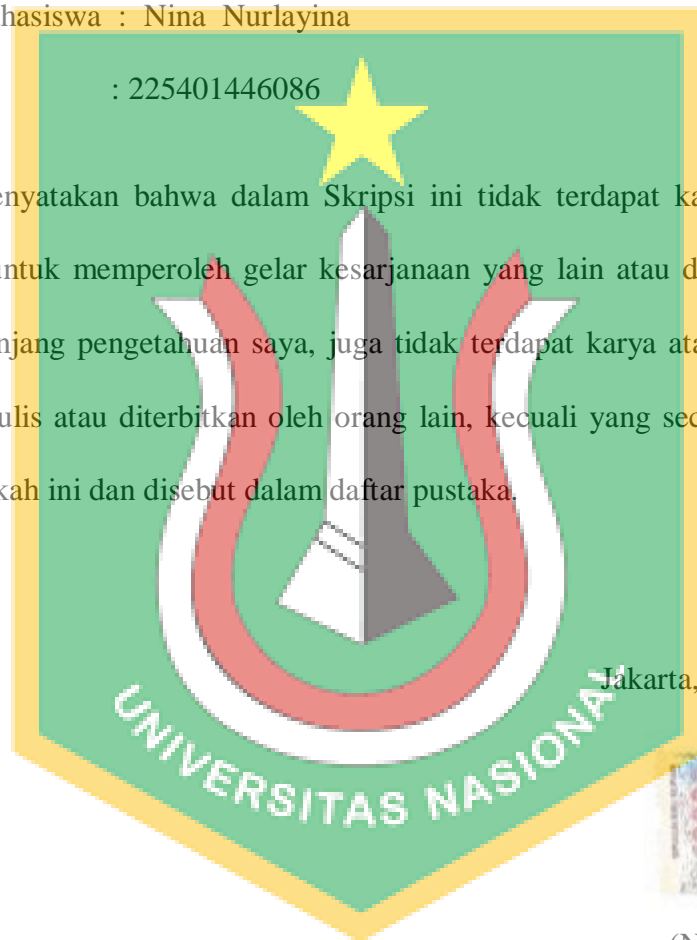 hasiswa : Nina Nurlayina
: 225401446086
enyatakan bahwa dalam Skripsi ini tidak terdapat ka
untuk memperoleh gelar kesarjanaan yang lain atau d
njang pengetahuan saya, juga tidak terdapat karya ata
ulis atau diterbitkan oleh orang lain, kecuali yang sec
kah ini dan disebut dalam daftar pustaka.
Jakarta,
UNIVERSITAS NASIONAL
(N